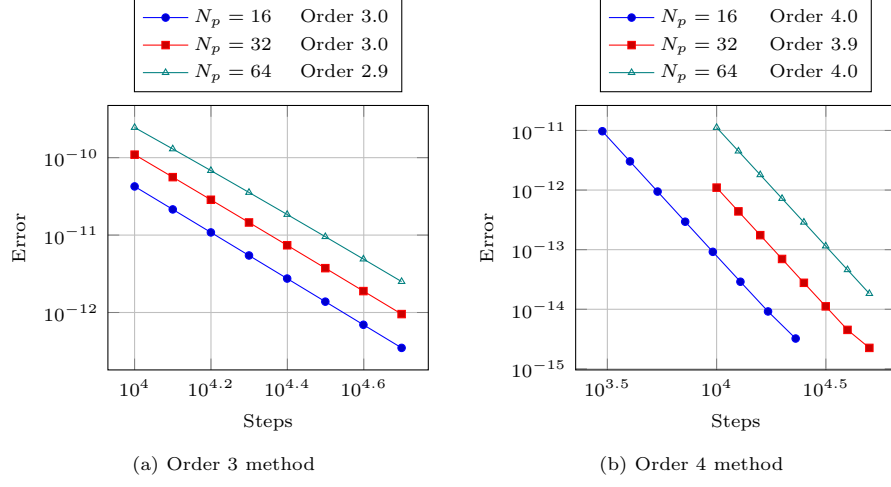 N_p = 16 Order 3.0
N_p = 32 Order 3.0
N_p = 64 Order 2.9
10^−10
10^−11
10^−12
Error
10^4
10^4.2
10^4.4
10^4.6
Steps
(a) Order 3 method
N_p = 16 Order 4.0
N_p = 32 Order 3.9
N_p = 64 Order 4.0
10^−11
10^−12
10^−13
10^−14
10^−15
Error
10^3.5
10^4
10^4.5
Steps
(b) Order 4 method